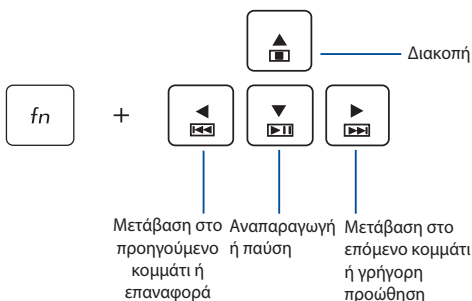 Διακοπή
fn
+
Μετάβαση στο
προηγούμενο
κομμάτι ή
επαναφορά
Αναπαραγωγή
ή παύση
Μετάβαση στο
επόμενο κομμάτι
ή γρήγορη
προώθηση